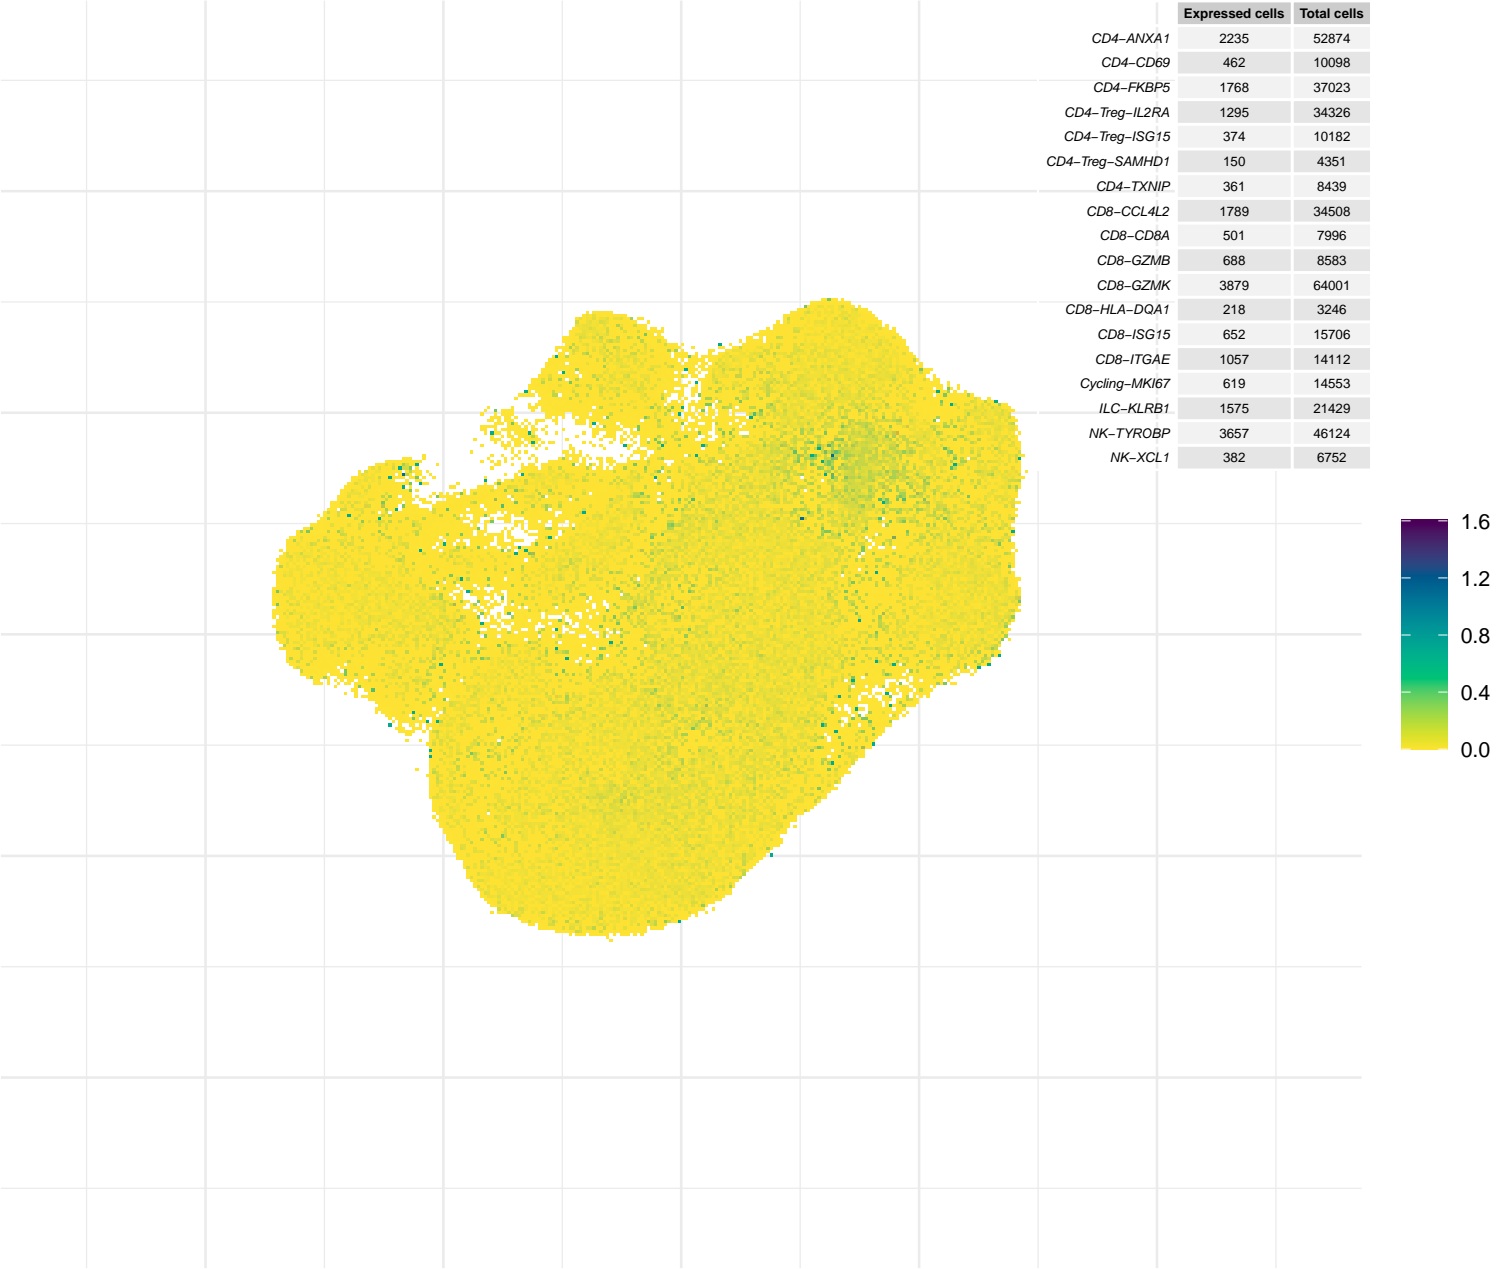 Expressed cells Total cells
CD4−ANXA1 2235 52874
CD4−CD69 462 10098
CD4−FKBP5 1768 37023
CD4−Treg−IL2RA 1295 34326
CD4−Treg−ISG15 374 10182
CD4−Treg−SAMHD1 150 4351
CD4−TXNIP 361 8439
CD8−CCL4L2 1789 34508
CD8−CD8A 501 7996
CD8−GZMB 688 8583
CD8−GZMK 3879 64001
CD8−HLA−DQA1 218 3246
CD8−ISG15 652 15706
CD8−ITGAE 1057 14112
Cycling−MKI67 619 14553
ILC−KLRB1 1575 21429
NK−TYROBP 3657 46124
NK−XCL1 382 6752
1.6
1.2
0.8
0.4
0.0